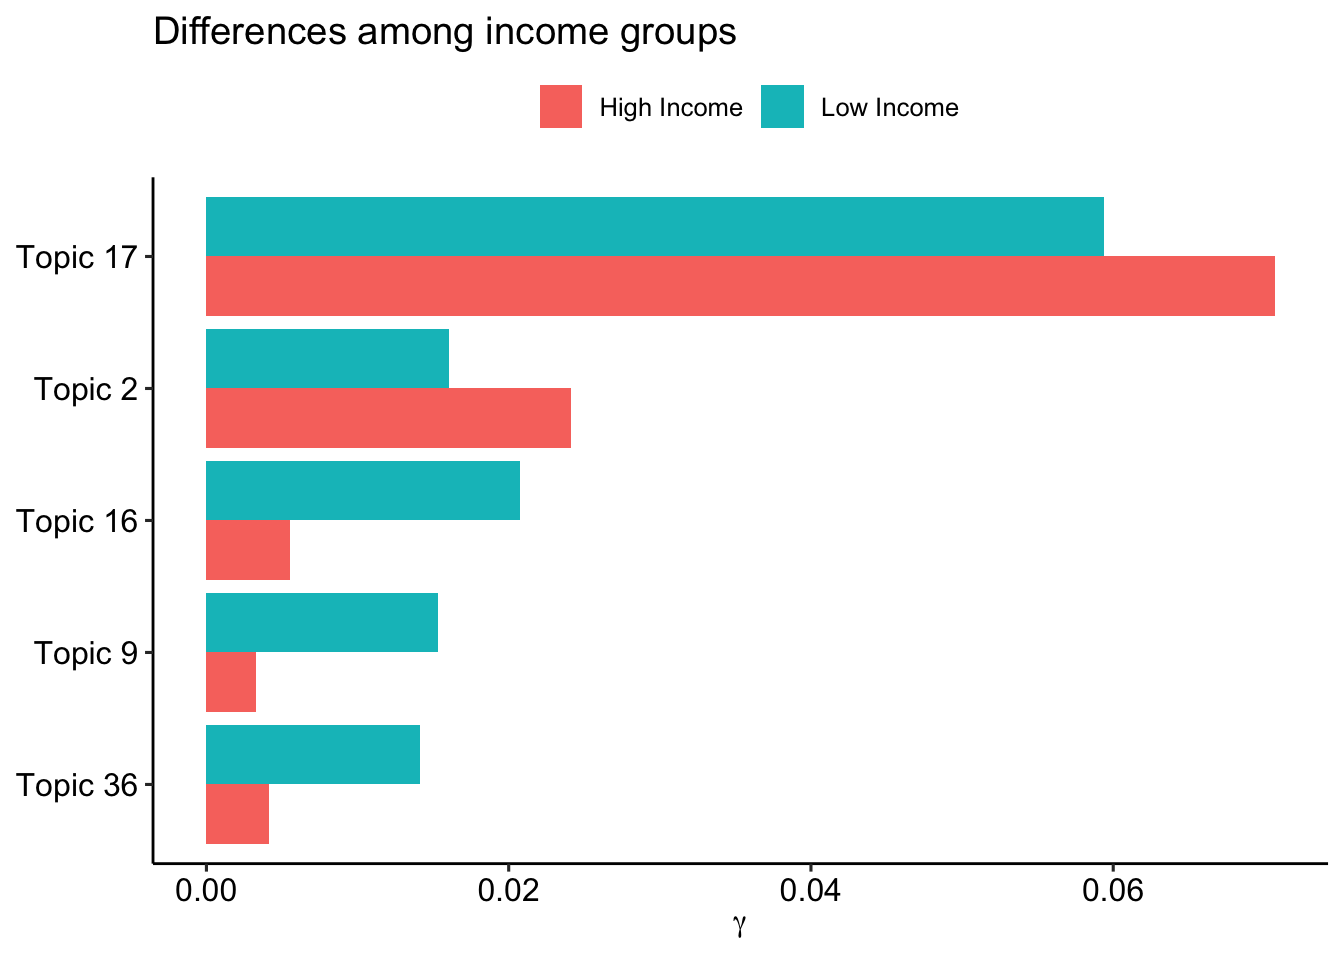 Differences among income groups
High Income
Low Income
Topic 17
Topic 2
Topic 16
Topic 9
Topic 36
0.00
0.02
0.04
0.06
γ